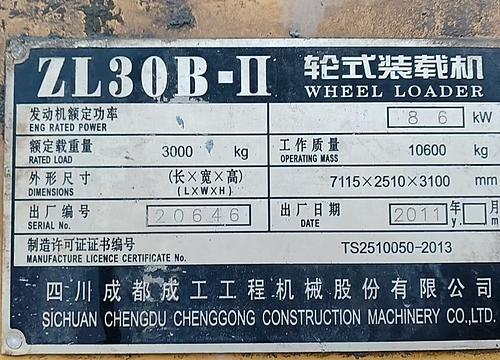 ZL30B-II 轮式装载机
WHEEL LOADER
发动机额定功率 86 kW
ENG RATED POWER
额定载重量 3000 kg 工作质量 10600 kg
RATED LOAD OPERATING MASS
外形尺寸 (长×宽×高) 7115×2510×3100 mm
DIMENSIONS (L×W×H)
出厂编号 20646 出厂日期 2011 年 月
SERIAL No. DATE y. m
制造许可证证书编号 TS2510050-2013
MANUFACTURE LICENCE CERTIFICATE No.
四川成都成工工程机械股份有限公司
SICHUAN CHENGDU CHENGGONG CONSTRUCTION MACHINERY CO.,LTD.